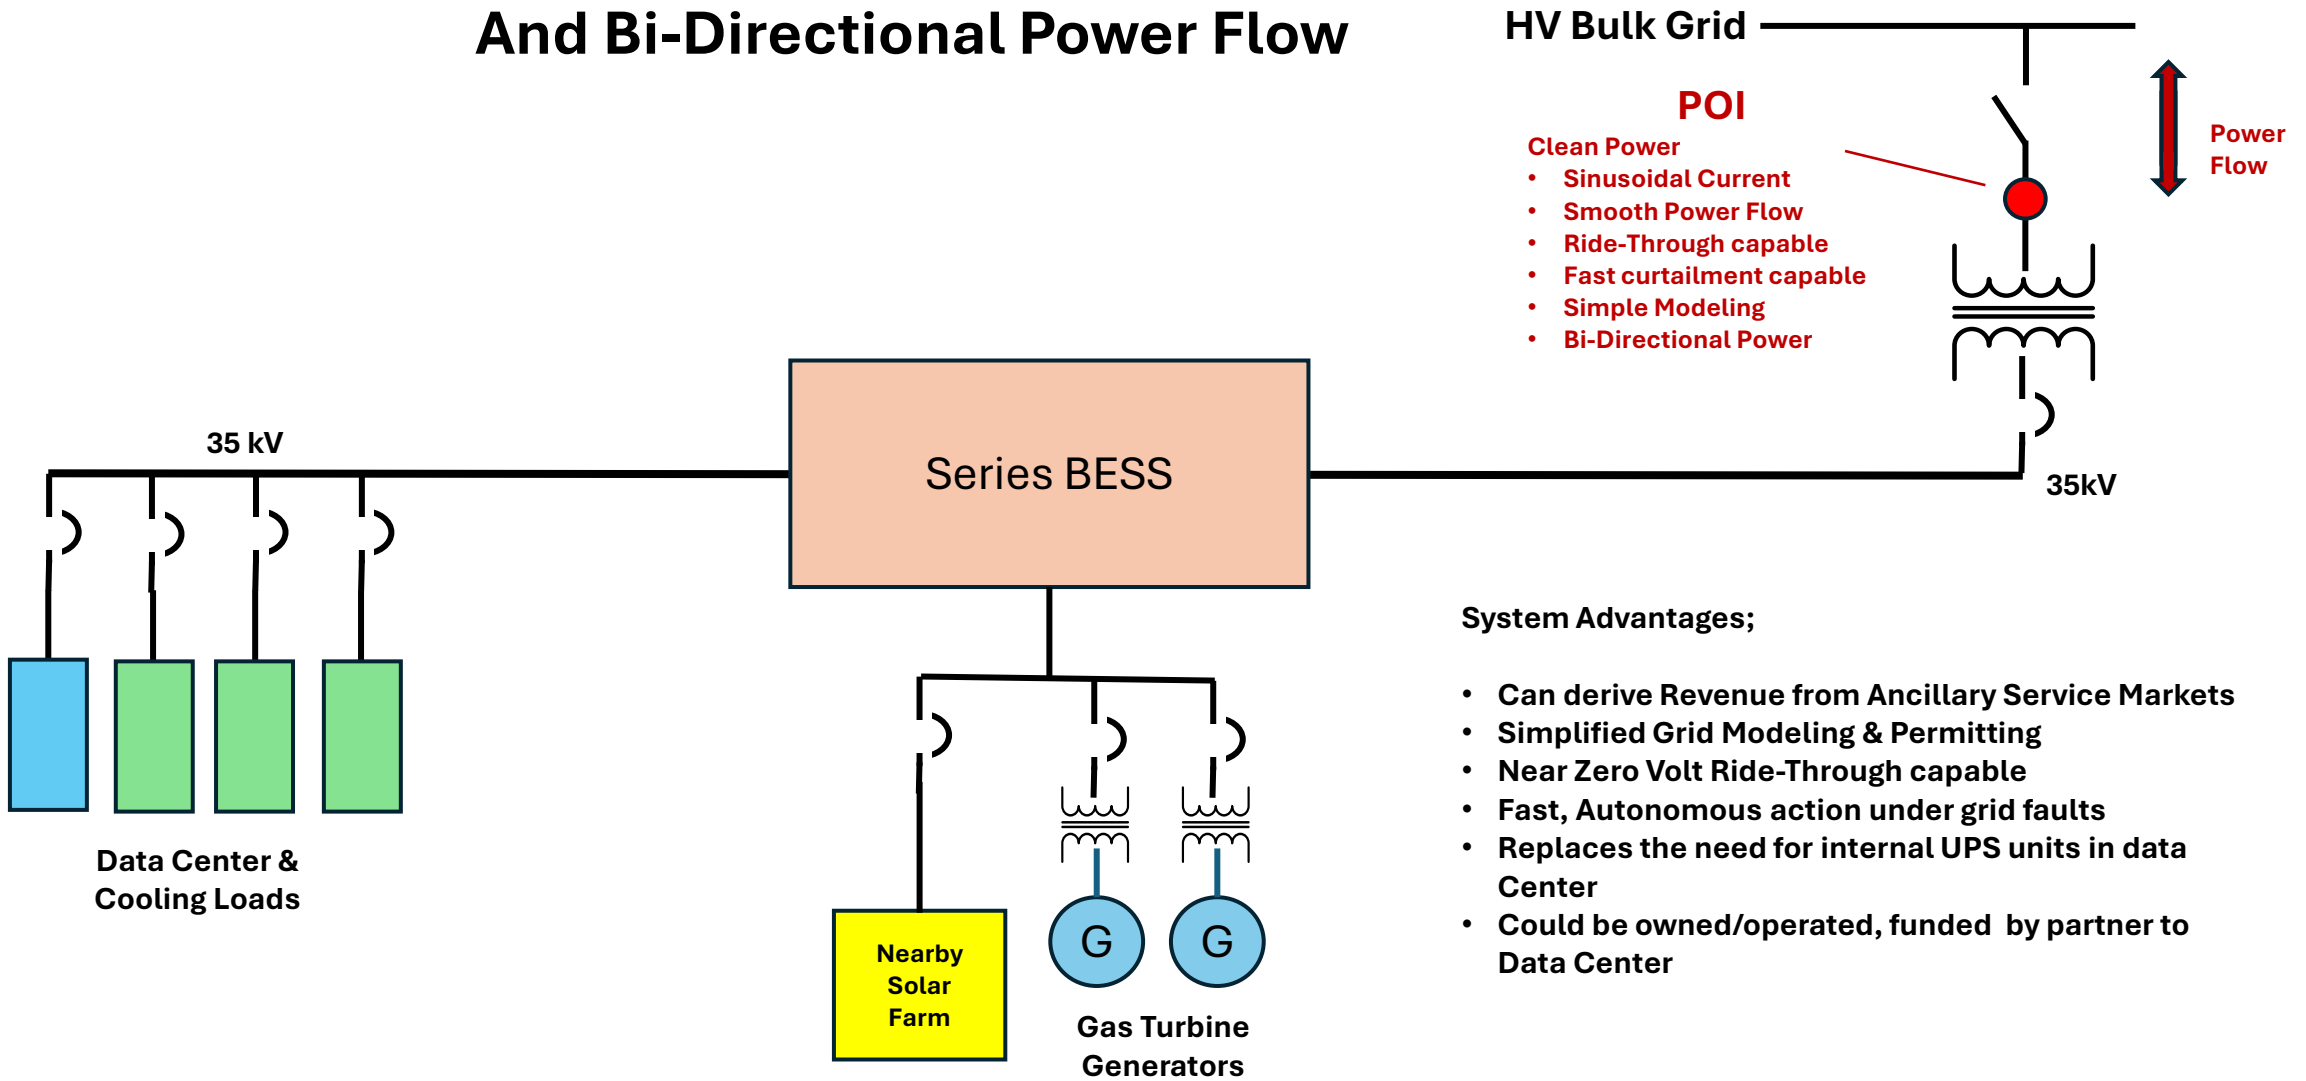 And Bi-Directional Power Flow
HV Bulk Grid
POI
Clean Power
• Sinusoidal Current
• Smooth Power Flow
• Ride-Through capable
• Fast curtailment capable
• Simple Modeling
• Bi-Directional Power
Power
Flow
35 kV
Series BESS
35kV
System Advantages;
• Can derive Revenue from Ancillary Service Markets
• Simplified Grid Modeling & Permitting
• Near Zero Volt Ride-Through capable
• Fast, Autonomous action under grid faults
• Replaces the need for internal UPS units in data
Center
• Could be owned/operated, funded  by partner to
Data Center
Data Center &
Cooling Loads
Nearby
Solar
Farm
G
G
Gas Turbine
Generators